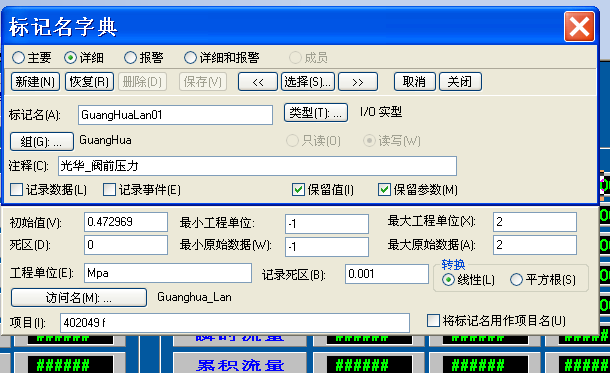 标记名字典
主要 详细 报警 详细和报警 成员
新建(N) 恢复(R) 删除(D) 保存(V) << 选择(S)... >> 取消 关闭
标记名(A): GuangHuaLan01 类型(T): ... I/O 实型
组(G): ... GuangHua 只读(O) 读写(W)
注释(C): 光华_阀前压力
记录数据(L) 记录事件(E) 保留值(I) 保留参数(M)
初始值(V): 0.472969 最小工程单位: -1 最大工程单位(X): 2
死区(D): 0 最小原始数据(W): -1 最大原始数据(A): 2
转换
工程单位(E): Mpa 记录死区(B): 0.001 线性(L) 平方根(S)
访问名(M): ... Guanghua_Lan
项目(I): 402049 f 将标记名用作项目名(U)
###### 瞬时流量 ###### ######
###### 累积流量 ###### ######